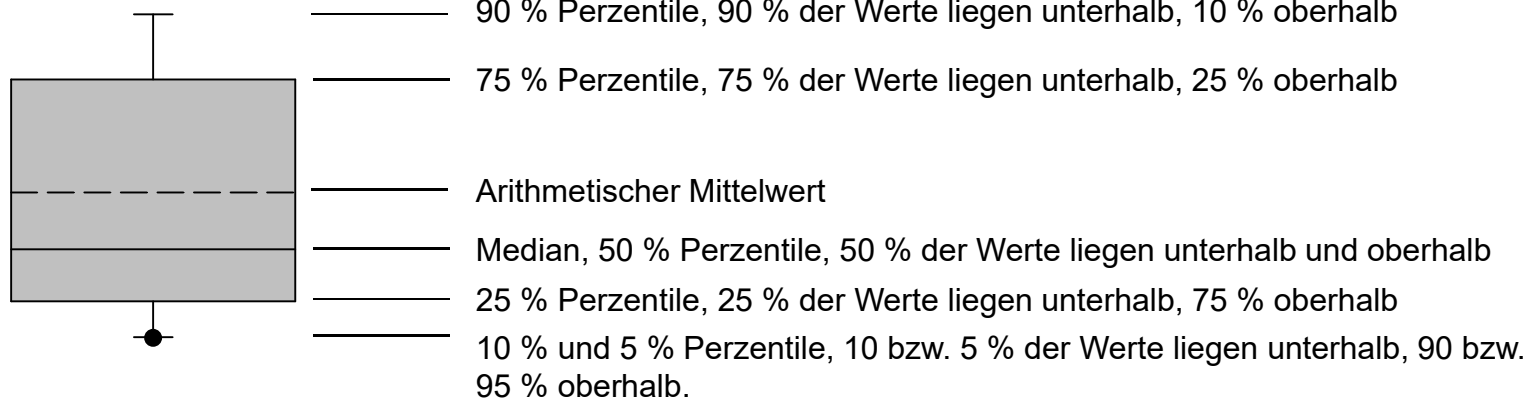 90 % Perzentile, 90 % der Werte liegen unterhalb, 10 % oberhalb
75 % Perzentile, 75 % der Werte liegen unterhalb, 25 % oberhalb
Arithmetischer Mittelwert
Median, 50 % Perzentile, 50 % der Werte liegen unterhalb und oberhalb
25 % Perzentile, 25 % der Werte liegen unterhalb, 75 % oberhalb
10 % und 5 % Perzentile, 10 bzw. 5 % der Werte liegen unterhalb, 90 bzw.
95 % oberhalb.